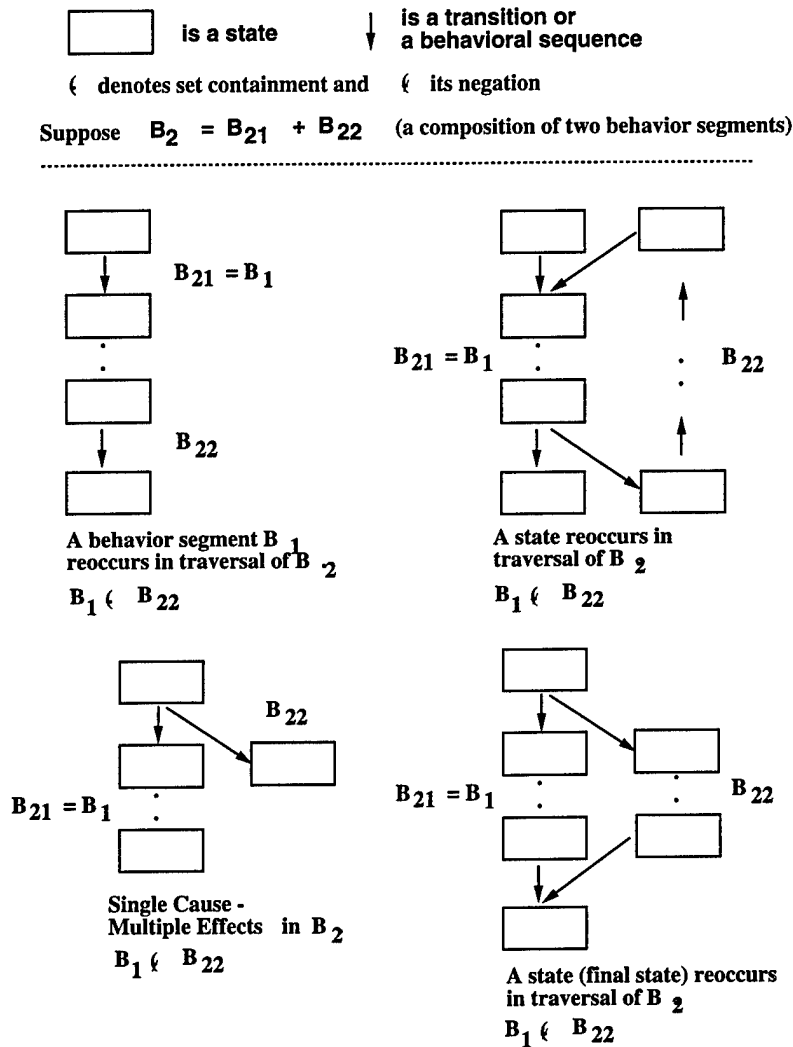 is a state
is a transition or
a behavioral sequence
⊂ denotes set containment and ⊄ its negation
Suppose B2 = B21 + B22 (a composition of two behavior segments)
B21 = B1
B22
A behavior segment B1
reoccurs in traversal of B2
B1 ⊂ B22
B21 = B1
B22
A state reoccurs in
traversal of B2
B1 ⊄ B22
B22
B21 = B1
Single Cause -
Multiple Effects in B2
B1 ⊄ B22
B21 = B1
B22
A state (final state) reoccurs
in traversal of B2
B1 ⊄ B22